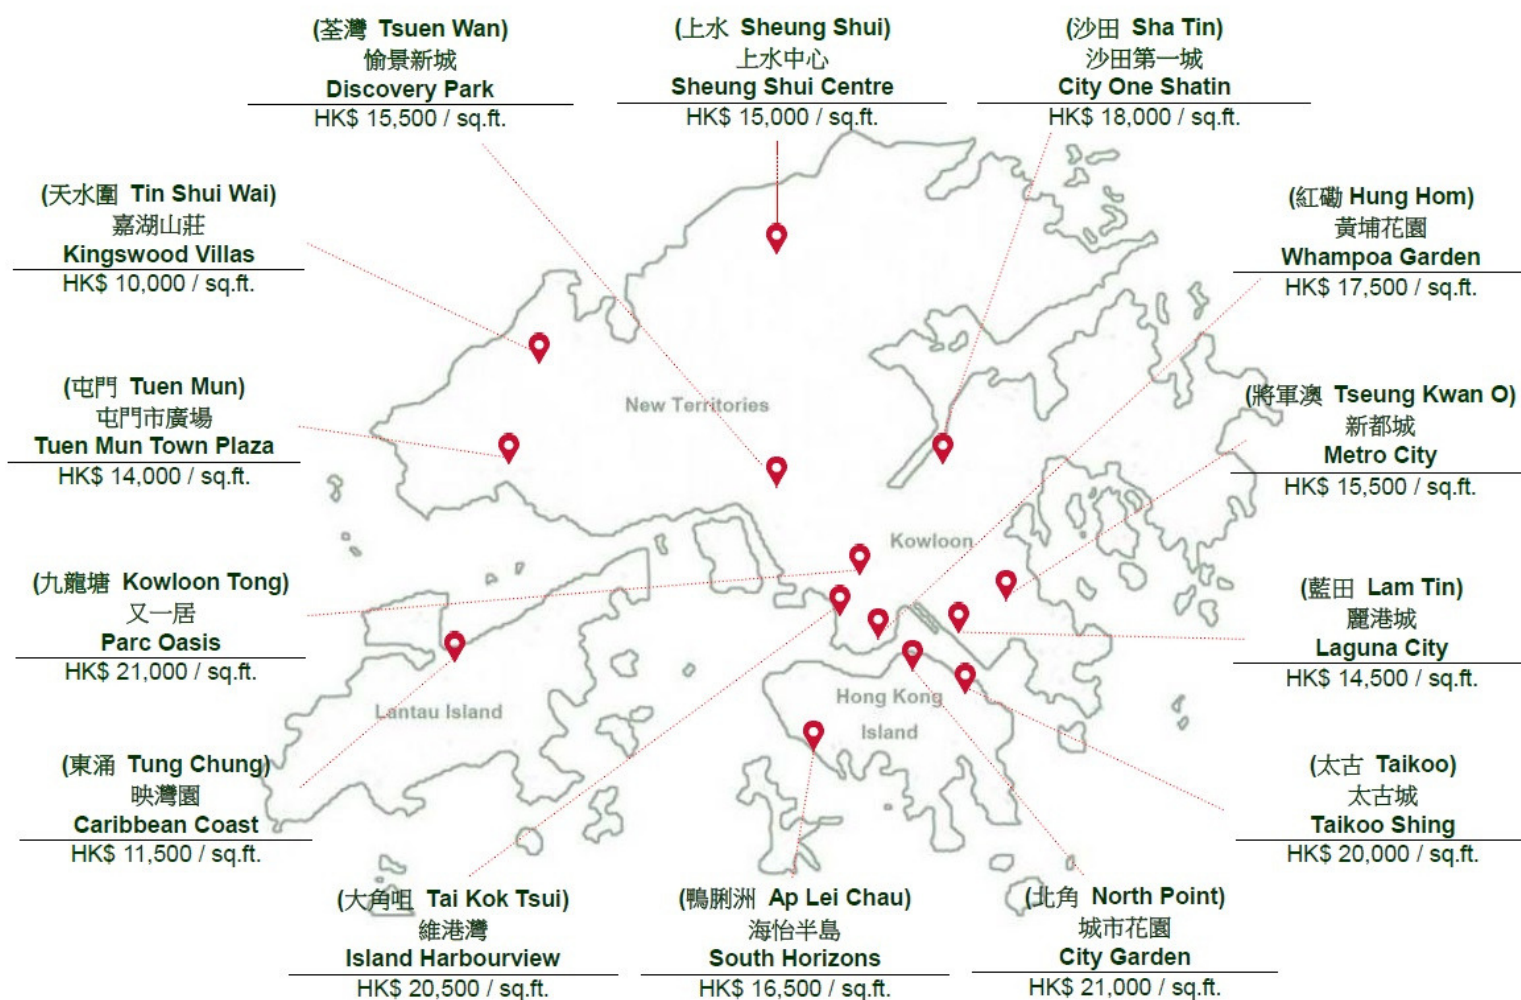 (荃灣 Tsuen Wan)
愉景新城
Discovery Park
HK$ 15,500 / sq.ft.
(上水 Sheung Shui)
上水中心
Sheung Shui Centre
HK$ 15,000 / sq.ft.
(沙田 Sha Tin)
沙田第一城
City One Shatin
HK$ 18,000 / sq.ft.
(天水圍 Tin Shui Wai)
嘉湖山莊
Kingswood Villas
HK$ 10,000 / sq.ft.
(紅磡 Hung Hom)
黃埔花園
Whampoa Garden
HK$ 17,500 / sq.ft.
(屯門 Tuen Mun)
屯門市廣場
Tuen Mun Town Plaza
HK$ 14,000 / sq.ft.
New Territories
(將軍澳 Tseung Kwan O)
新都城
Metro City
HK$ 15,500 / sq.ft.
Kowloon
(九龍塘 Kowloon Tong)
又一居
Parc Oasis
HK$ 21,000 / sq.ft.
(藍田 Lam Tin)
麗港城
Laguna City
HK$ 14,500 / sq.ft.
Lantau Island
Hong Kong
Island
(東涌 Tung Chung)
映灣園
Caribbean Coast
HK$ 11,500 / sq.ft.
(太古 Taikoo)
太古城
Taikoo Shing
HK$ 20,000 / sq.ft.
(大角咀 Tai Kok Tsui)
維港灣
Island Harbourview
HK$ 20,500 / sq.ft.
(鴨脷洲 Ap Lei Chau)
海怡半島
South Horizons
HK$ 16,500 / sq.ft.
(北角 North Point)
城市花園
City Garden
HK$ 21,000 / sq.ft.